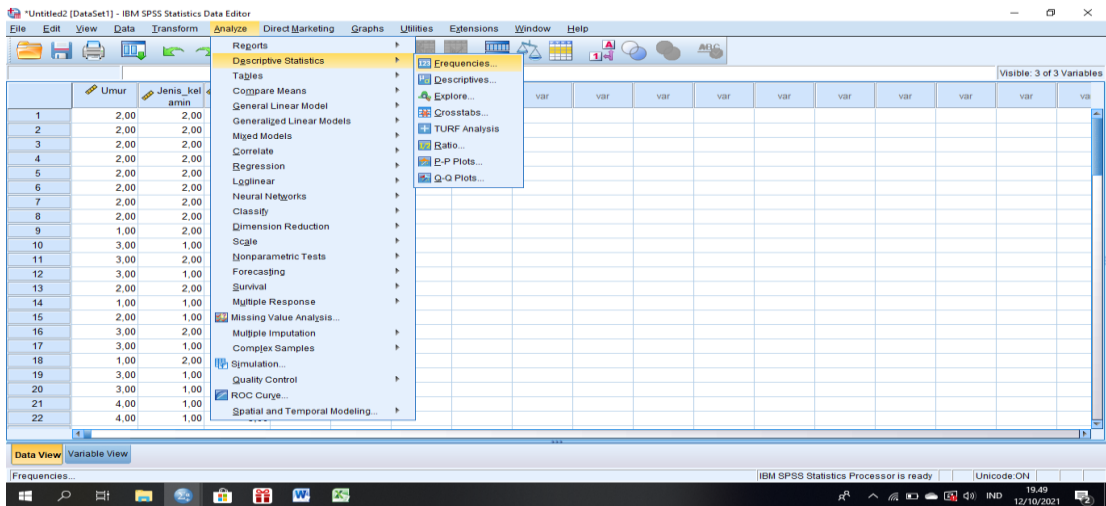 *Untitled2 [DataSet1] - IBM SPSS Statistics Data Editor
File Edit View Data Transform Analyze Direct Marketing Graphs Utilities Extensions Window Help
Visible: 3 of 3 Variables
Reports
Descriptive Statistics
Tables
Compare Means
General Linear Model
Generalized Linear Models
Mixed Models
Correlate
Regression
Loglinear
Neural Networks
Classify
Dimension Reduction
Scale
Nonparametric Tests
Forecasting
Survival
Multiple Response
Missing Value Analysis...
Multiple Imputation
Complex Samples
Simulation...
Quality Control
ROC Curve...
Spatial and Temporal Modeling...
Frequencies...
Descriptives...
Explore...
Crosstabs...
TURF Analysis
Ratio...
P-P Plots...
Q-Q Plots...
Umur Jenis_kel var var var var var var var var var va
amin
1 2,00 2,00
2 2,00 2,00
3 2,00 2,00
4 2,00 2,00
5 2,00 2,00
6 2,00 2,00
7 2,00 2,00
8 2,00 2,00
9 1,00 2,00
10 3,00 1,00
11 3,00 2,00
12 3,00 1,00
13 2,00 2,00
14 1,00 1,00
15 2,00 1,00
16 3,00 2,00
17 3,00 1,00
18 1,00 2,00
19 3,00 1,00
20 3,00 1,00
21 4,00 1,00
22 4,00 1,00
Data View Variable View
Frequencies... IBM SPSS Statistics Processor is ready Unicode:ON
IND 19.49
12/10/2021